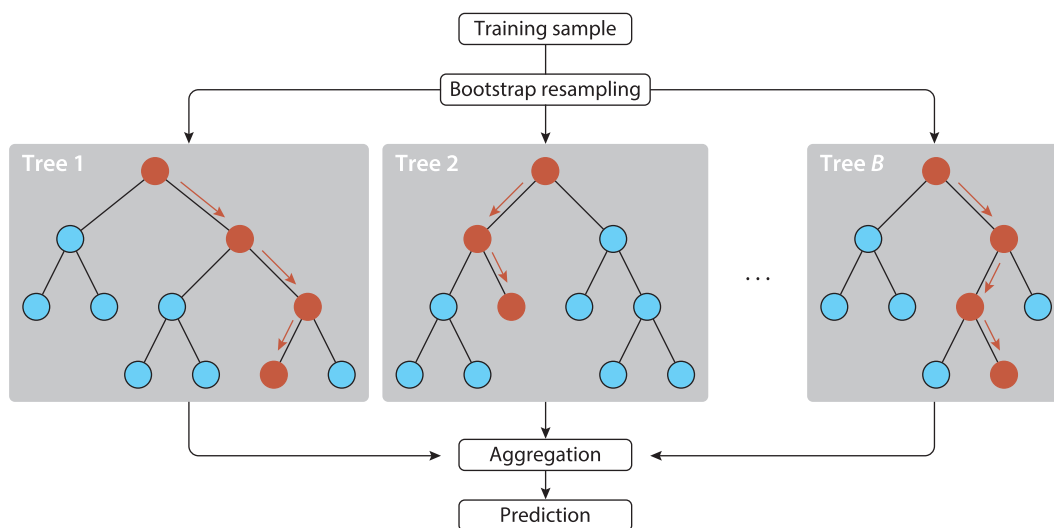 Training sample
Bootstrap resampling
Tree 1
Tree 2
Tree B
...
Aggregation
Prediction